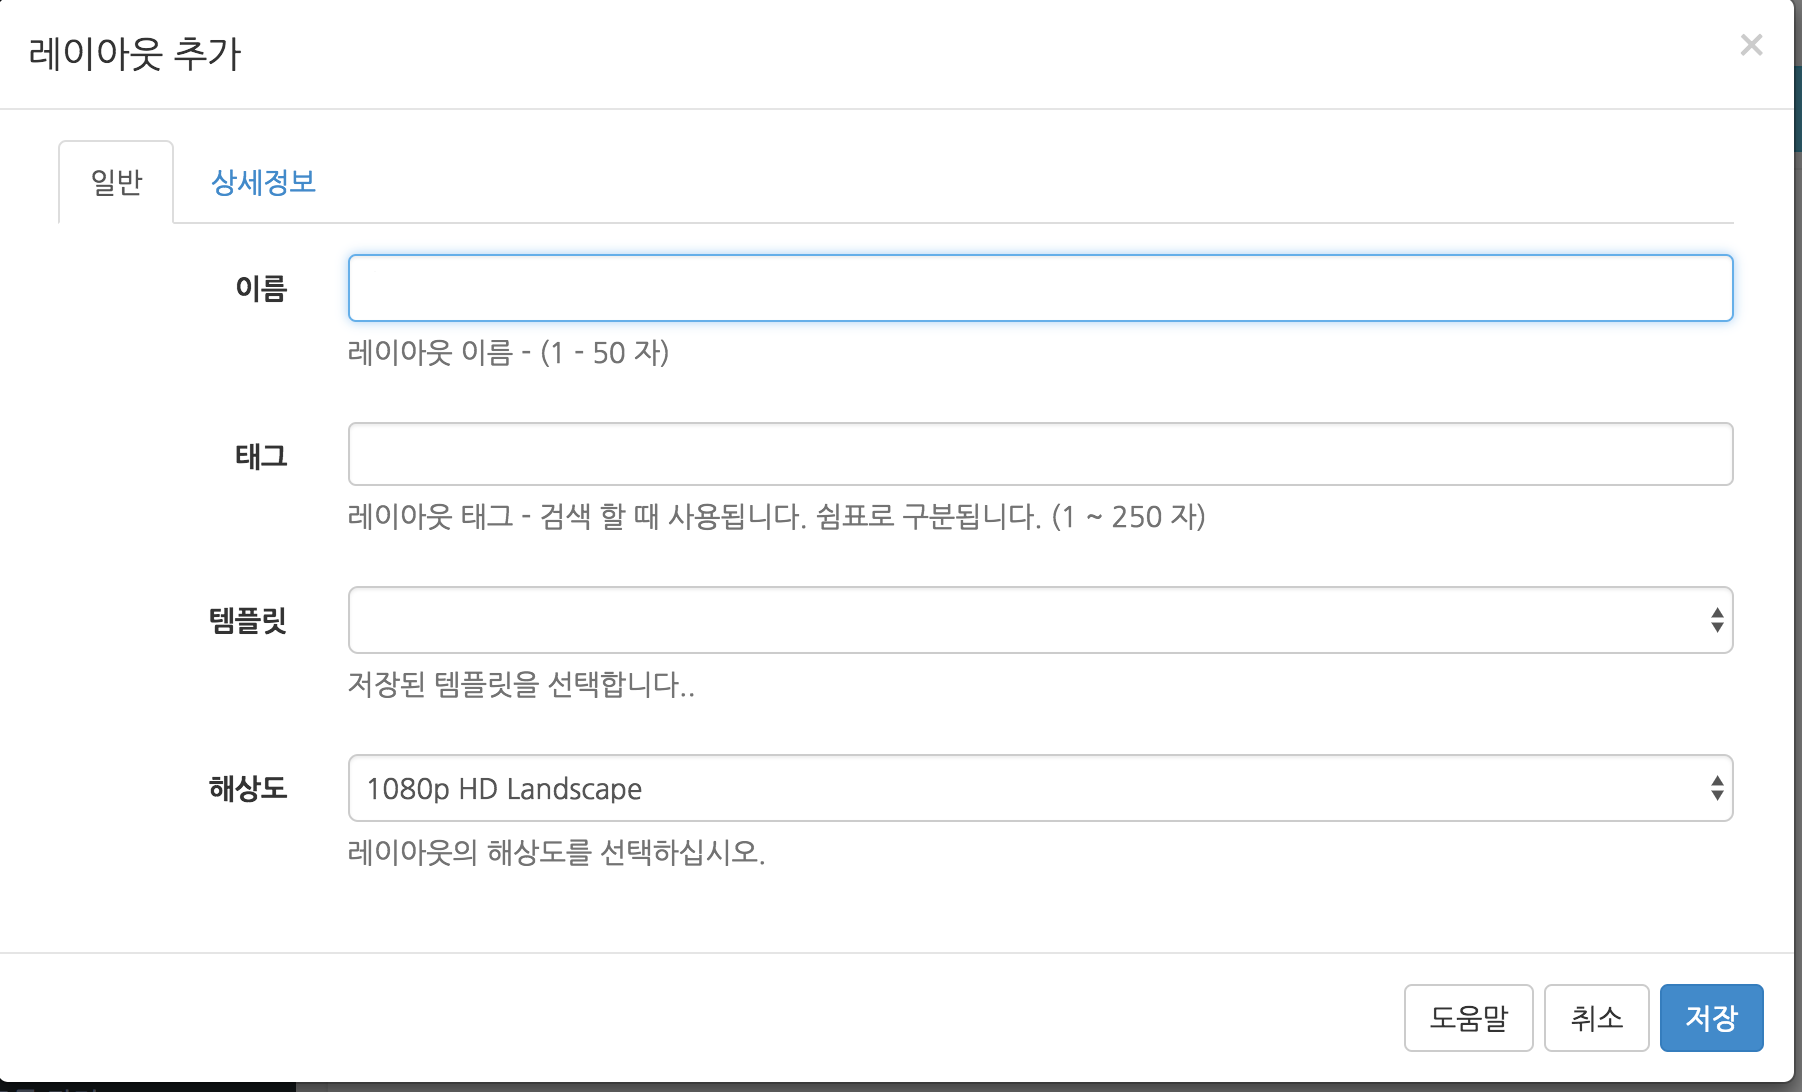 레이아웃 추가
×
일반
상세정보
이름
레이아웃 이름 - (1 - 50 자)
태그
레이아웃 태그 - 검색 할 때 사용됩니다. 쉼표로 구분됩니다. (1 ~ 250 자)
템플릿
저장된 템플릿을 선택합니다..
해상도
1080p HD Landscape
레이아웃의 해상도를 선택하십시오.
도움말
취소
저장